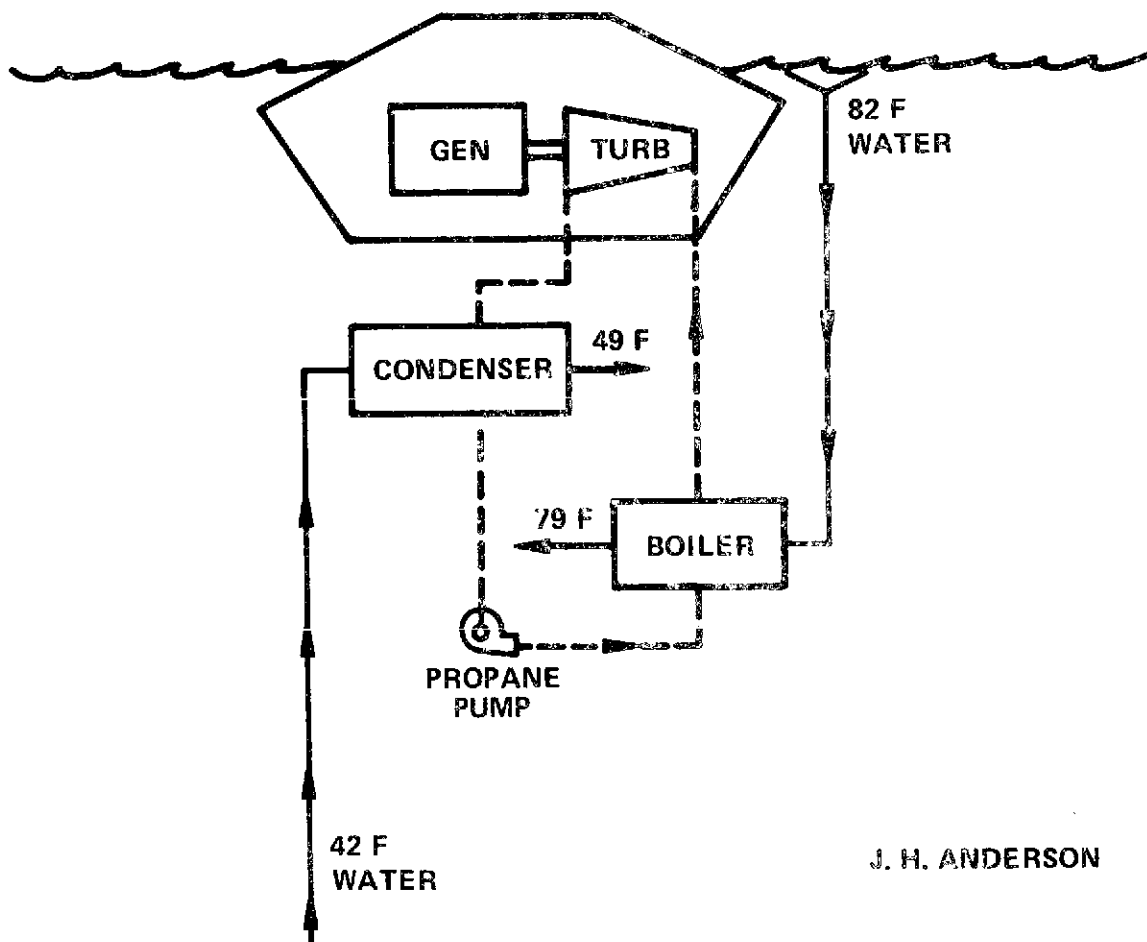 82 F
WATER
GEN
TURB
49 F
CONDENSER
79 F
BOILER
PROPANE
PUMP
42 F
WATER
J. H. ANDERSON